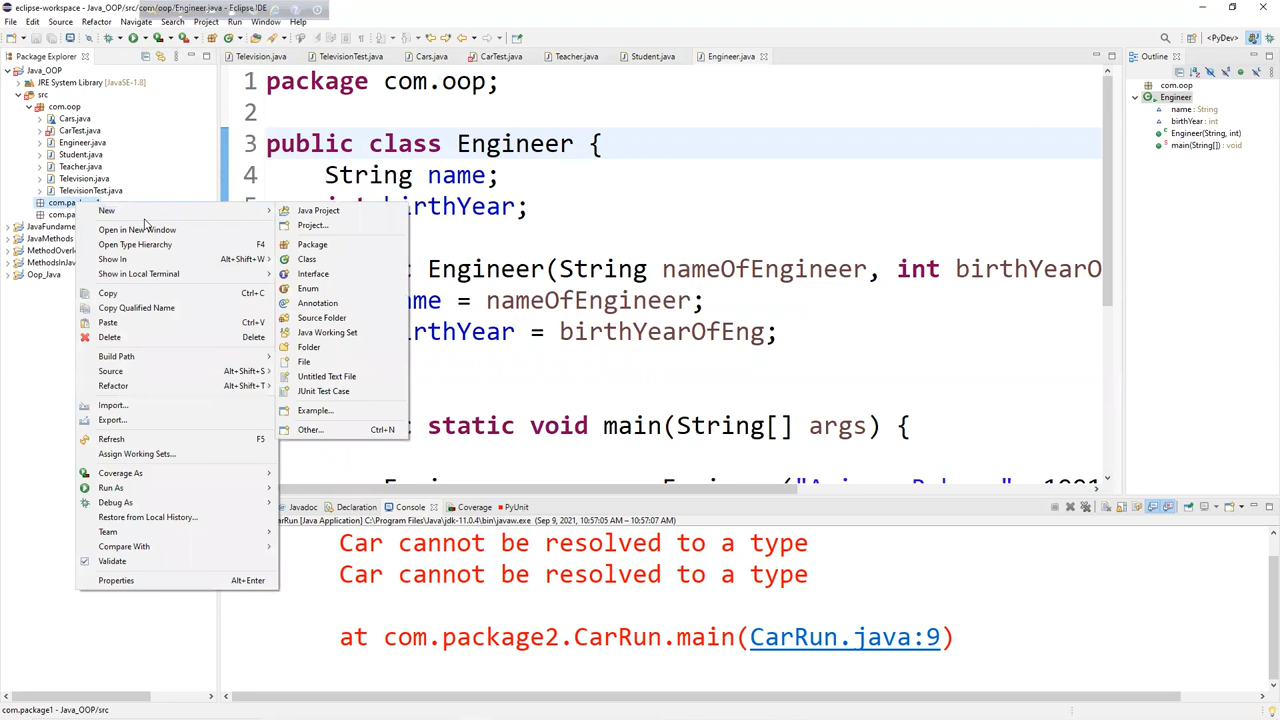 eclipse-workspace - Java_OOP/src/com/oop/Engineer.java - Eclipse IDE
File Edit Source Refactor Navigate Search Project Run Window Help
<PyDev>
Package Explorer
Television.java TelevisionTest.java Cars.java CarTest.java Teacher.java Student.java Engineer.java
Outline
Java_OOP
JRE System Library [JavaSE-1.8]
src
com.oop
Cars.java
CarTest.java
Engineer.java
Student.java
Teacher.java
Television.java
TelevisionTest.java
New
Open in New Window
Open Type Hierarchy F4
Show In Alt+Shift+W
Show in Local Terminal
Copy Ctrl+C
Copy Qualified Name
Paste Ctrl+V
Delete Delete
Build Path
Source Alt+Shift+S
Refactor Alt+Shift+T
Import...
Export...
Refresh F5
Assign Working Sets...
Coverage As
Run As
Debug As
Restore from Local History...
Team
Compare With
Validate
Properties Alt+Enter
Java Project
Project...
Package
Class
Interface
Enum
Annotation
Source Folder
Java Working Set
Folder
File
Untitled Text File
JUnit Test Case
Example...
Other... Ctrl+N
1 package com.oop;
2
3 public class Engineer {
4 String name;
birthYear;
Engineer(String nameOfEngineer, int birthYearO
= nameOfEngineer;
= birthYearOfEng;
static void main(String[] args) {
com.oop
Engineer
name : String
birthYear : int
Engineer(String, int)
main(String[]) : void
Javadoc Declaration Console Coverage PyUnit
CarRun [Java Application] C:\Program Files\Java\jdk-11.0.4\bin\javaw.exe (Sep 9, 2021, 10:57:05 AM – 10:57:07 AM)
Car cannot be resolved to a type
Car cannot be resolved to a type
at com.package2.CarRun.main(CarRun.java:9)
com.package1 - Java_OOP/src